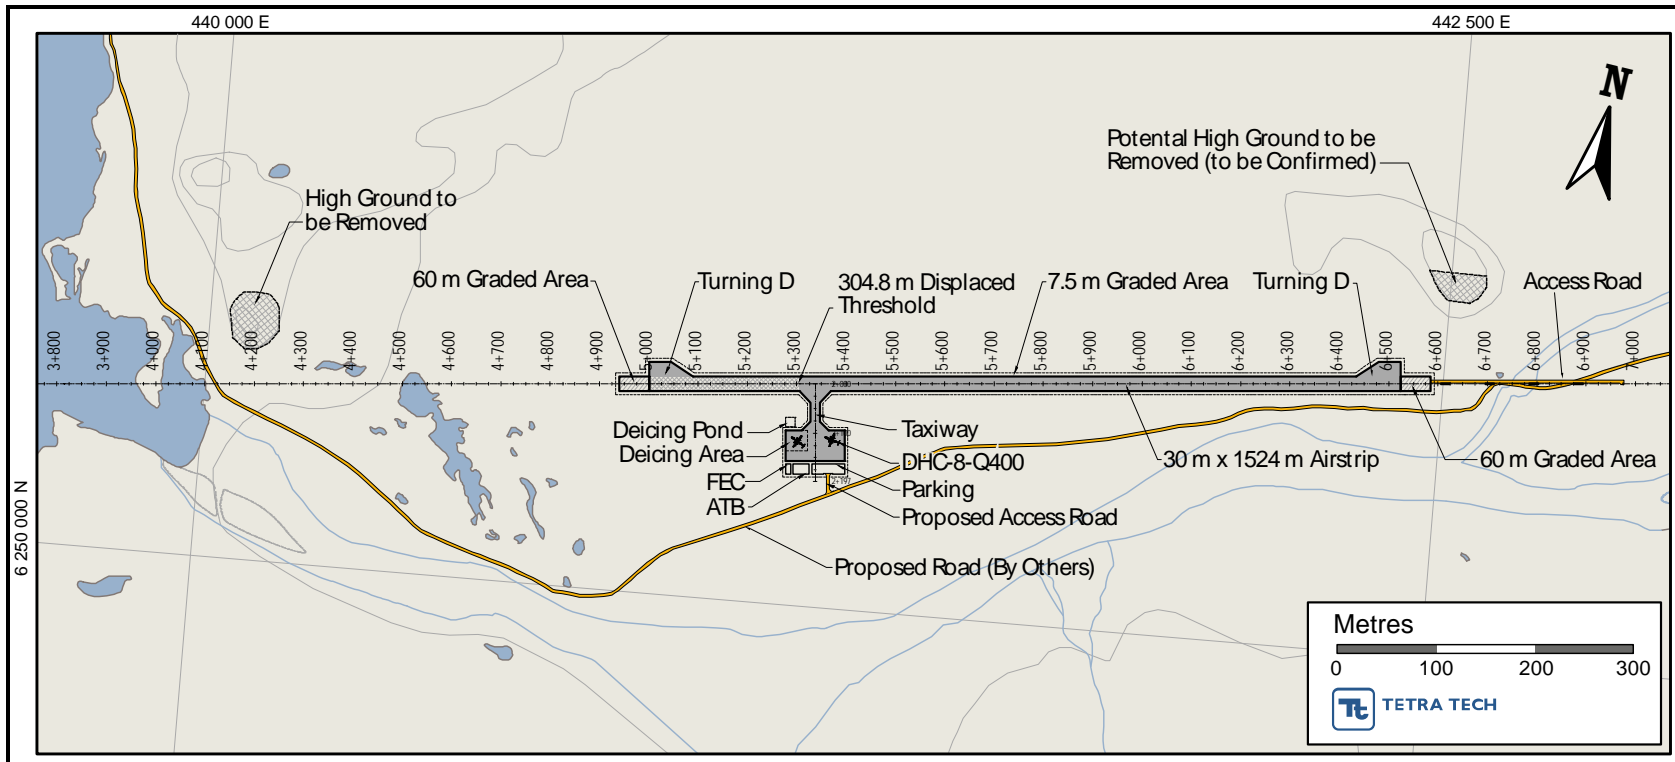 440 000 E
442 500 E
N
Potential High Ground to be
Removed (to be Confirmed)
High Ground to
be Removed
60 m Graded Area
Turning D
304.8 m Displaced
Threshold
7.5 m Graded Area
Turning D
Access Road
3+800
3+900
4+000
4+100
4+200
4+300
4+400
4+500
4+600
4+700
4+800
4+900
5+000
5+100
5+200
5+300
5+400
5+500
5+600
5+700
5+800
5+900
6+000
6+100
6+200
6+300
6+400
6+500
6+600
6+700
6+800
6+900
7+000
Deicing Pond
Deicing Area
FEC
ATB
Taxiway
DHC-8-Q400
Parking
Proposed Access Road
2+197
30 m x 1524 m Airstrip
60 m Graded Area
Proposed Road (By Others)
6 250 000 N
Metres
0 100 200 300
Tt TETRA TECH